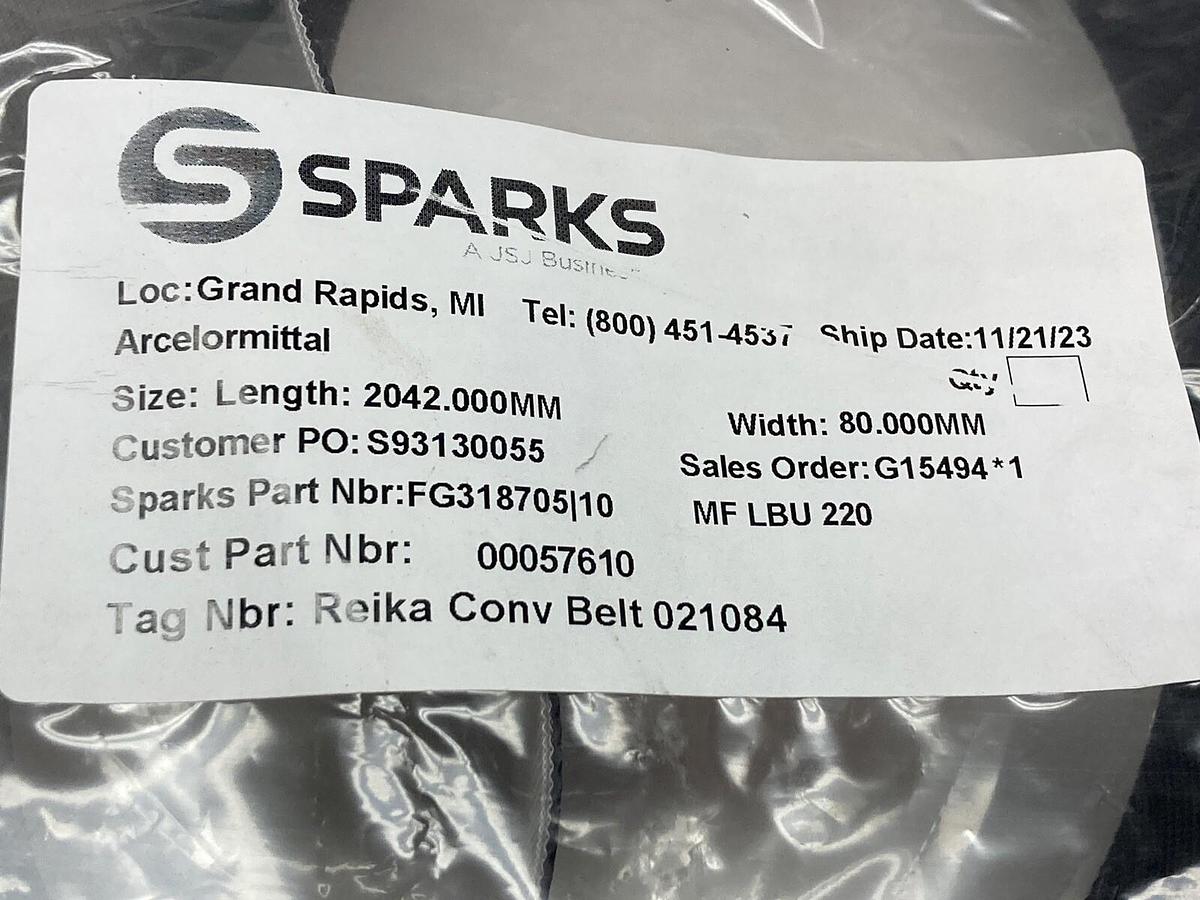 SPARKS
A JSJ Business
Loc:Grand Rapids, MI Tel: (800) 451-4537 Ship Date:11/21/23
Arcelormittal
Qty
Size: Length: 2042.000MM Width: 80.000MM
Customer PO: S93130055 Sales Order: G15494*1
Sparks Part Nbr:FG318705|10 MF LBU 220
Cust Part Nbr: 00057610
Tag Nbr: Reika Conv Belt 021084